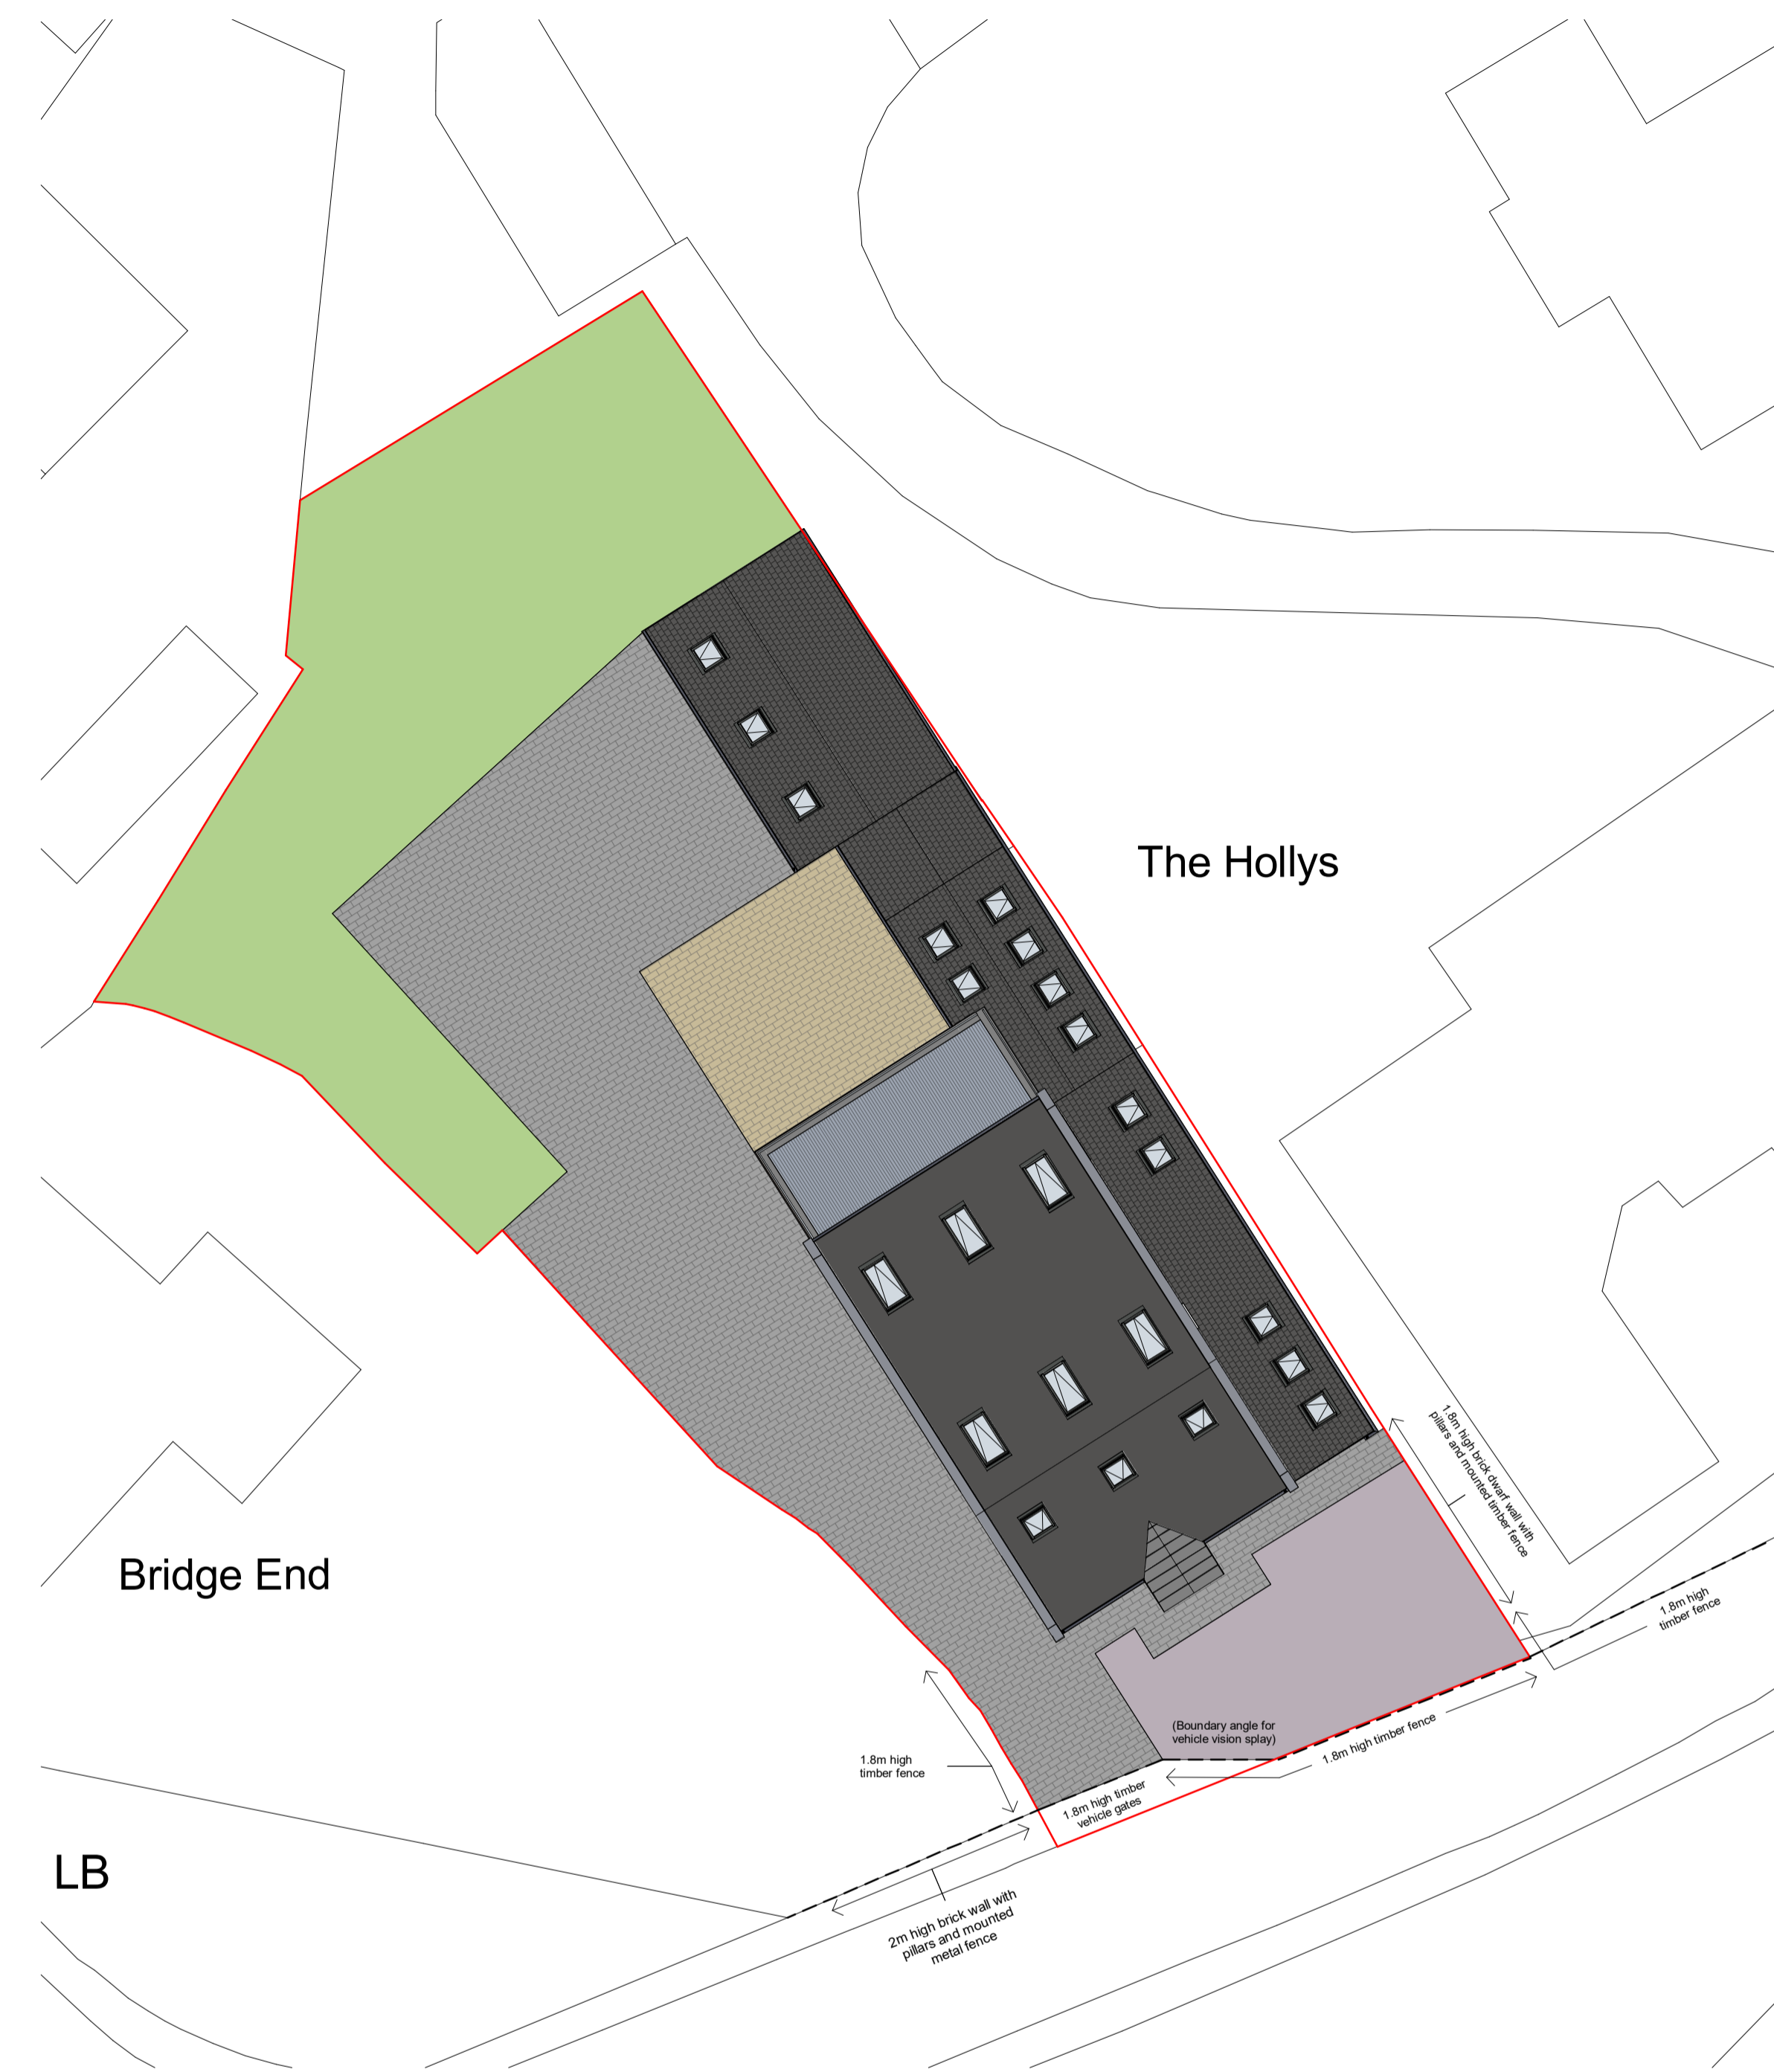 The Hollys
1.8m high brick dwarf wall with
pillars and mounted timber fence
Bridge End
1.8m high
timber fence
(Boundary angle for
vehicle vision splay)
1.8m high timber fence
1.8m high
timber fence
1.8m high timber
vehicle gates
LB
2m high brick wall with
pillars and mounted
metal fence